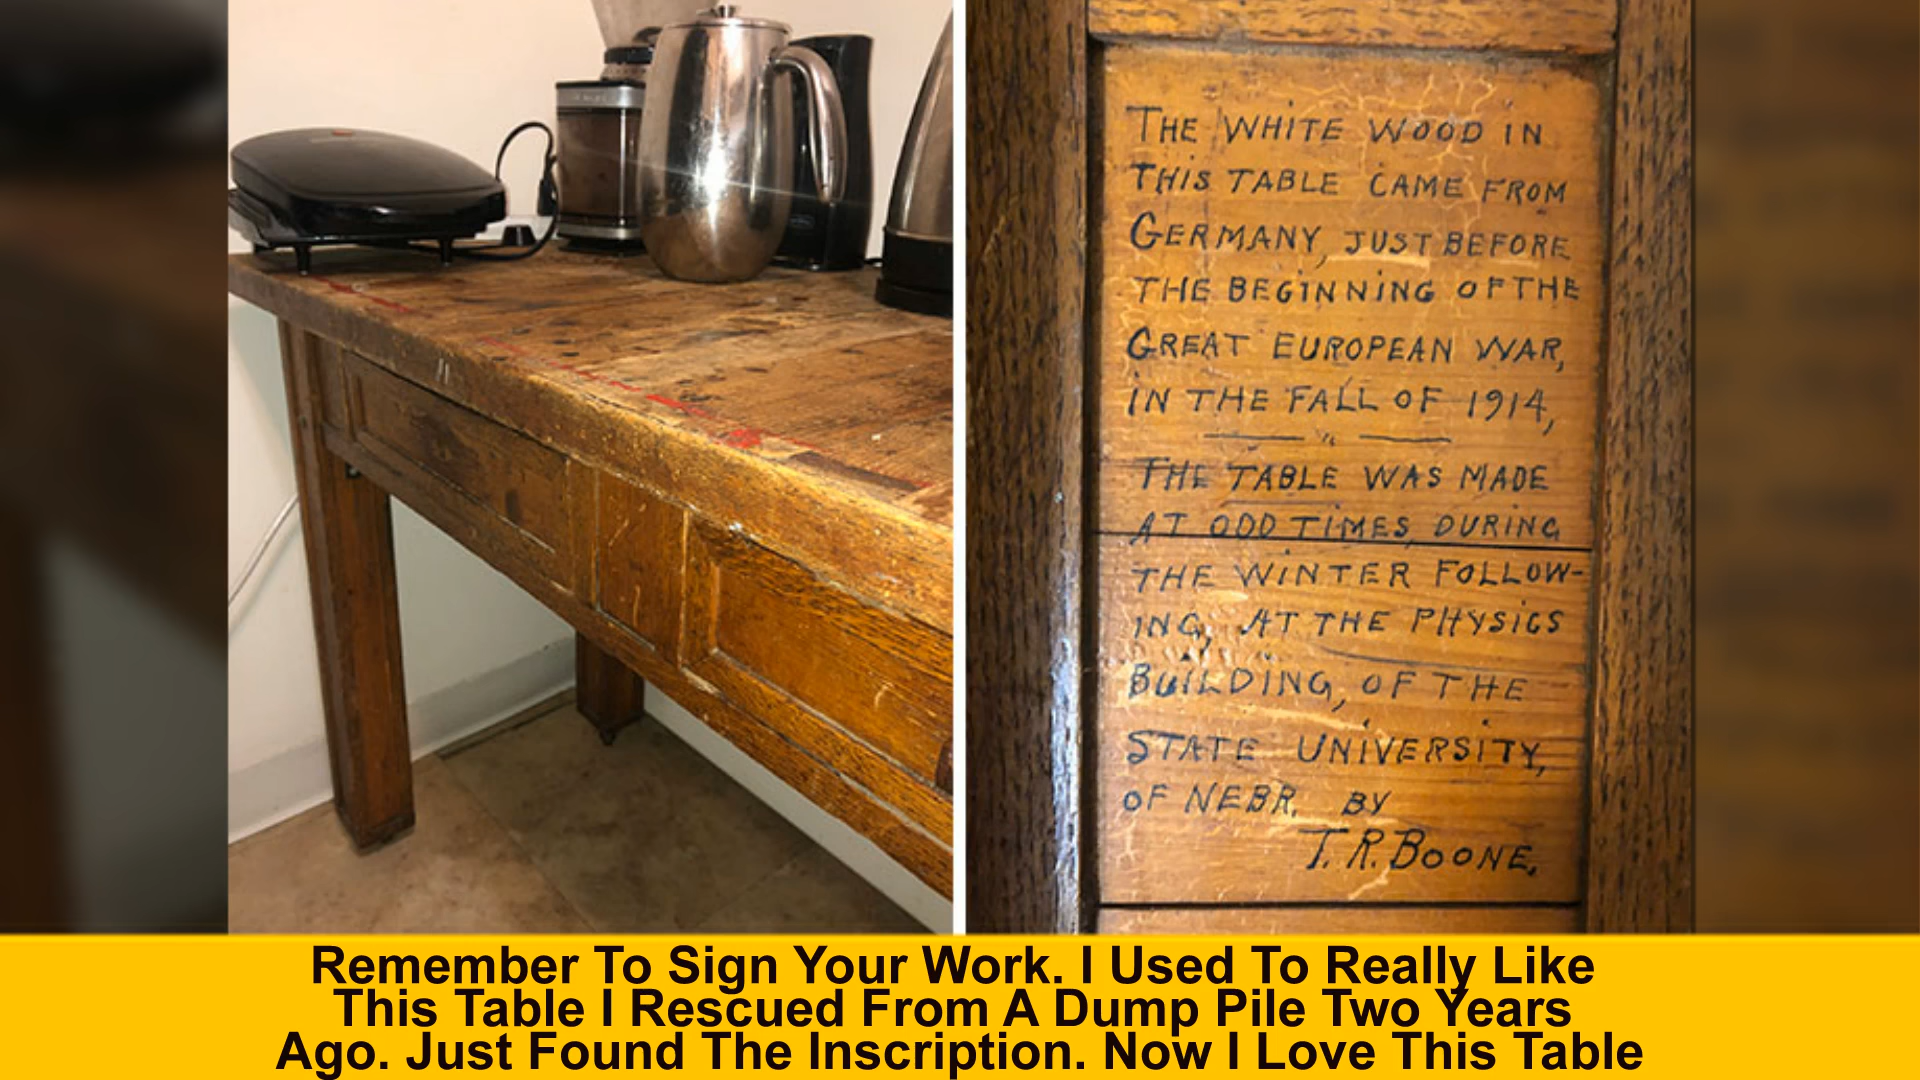 THE WHITE WOOD IN
THIS TABLE CAME FROM
GERMANY, JUST BEFORE
THE BEGINNING OF THE
GREAT EUROPEAN WAR,
IN THE FALL OF 1914,
THE TABLE WAS MADE
AT ODD TIMES, DURING
THE WINTER FOLLOW-
ING, AT THE PHYSICS
BUILDING, OF THE
STATE UNIVERSITY,
OF NEBR. BY
T. R. BOONE.
Remember To Sign Your Work. I Used To Really Like
This Table I Rescued From A Dump Pile Two Years
Ago. Just Found The Inscription. Now I Love This Table